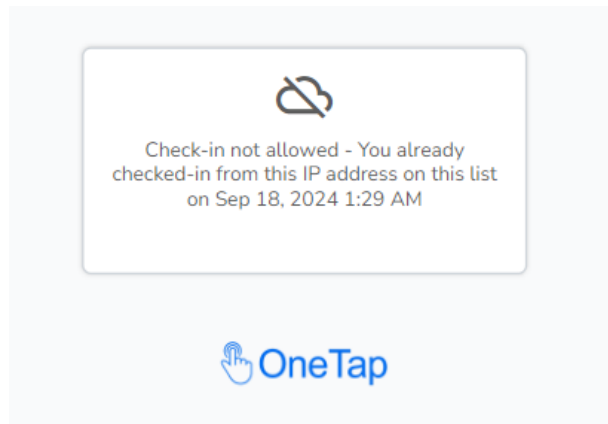 Check-in not allowed - You already
checked-in from this IP address on this list
on Sep 18, 2024 1:29 AM
OneTap